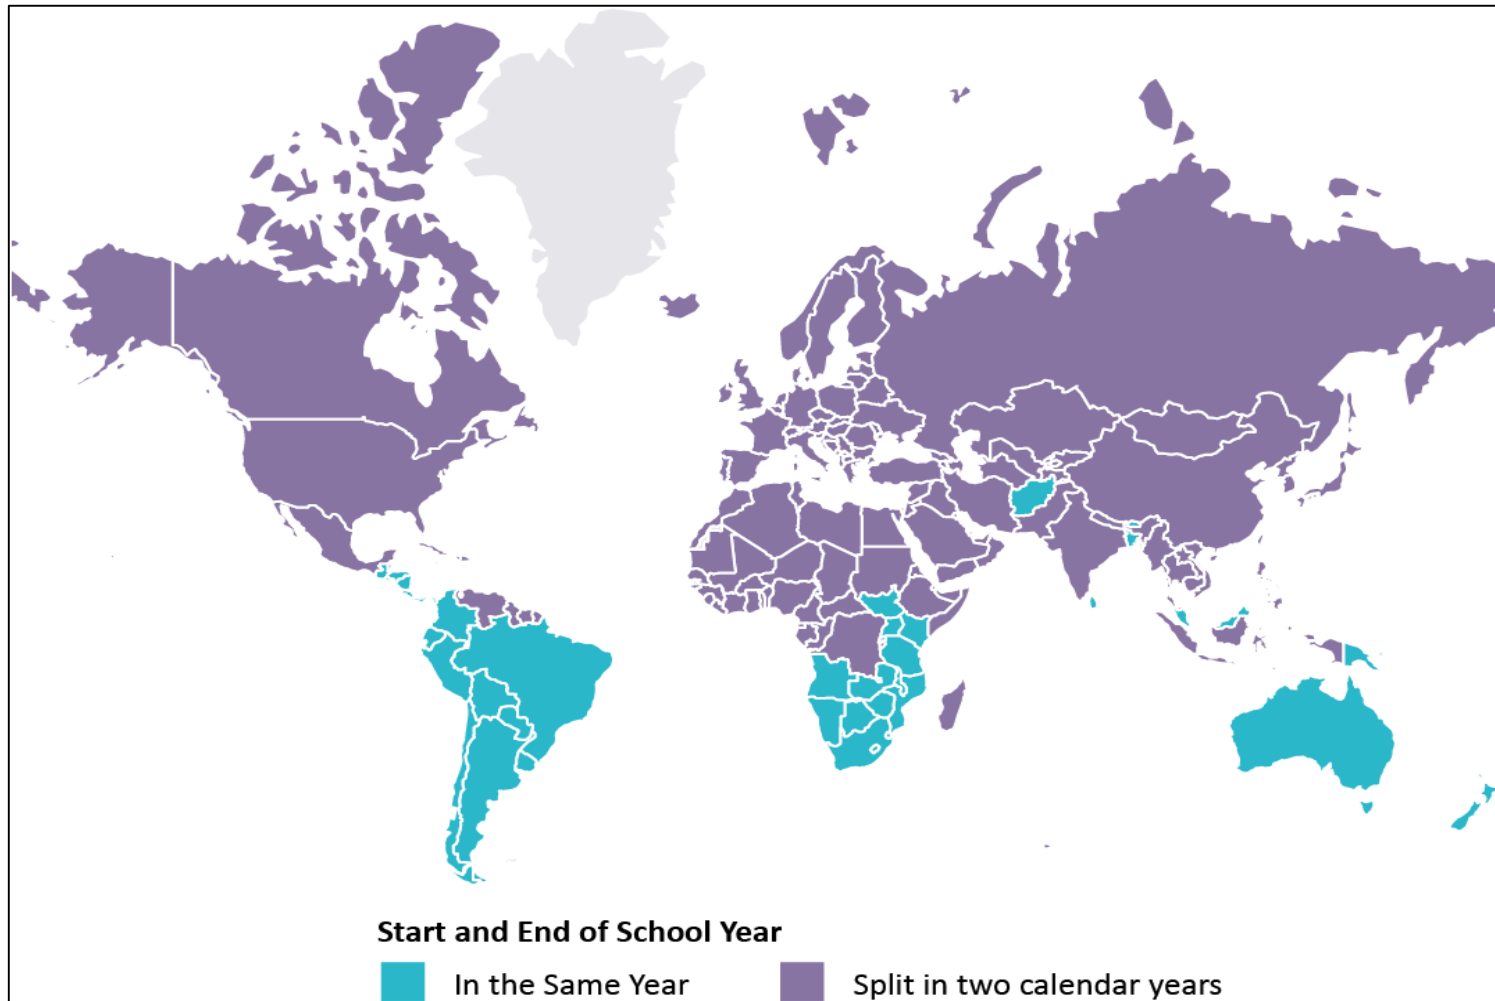 Start and End of School Year
In the Same Year
Split in two calendar years